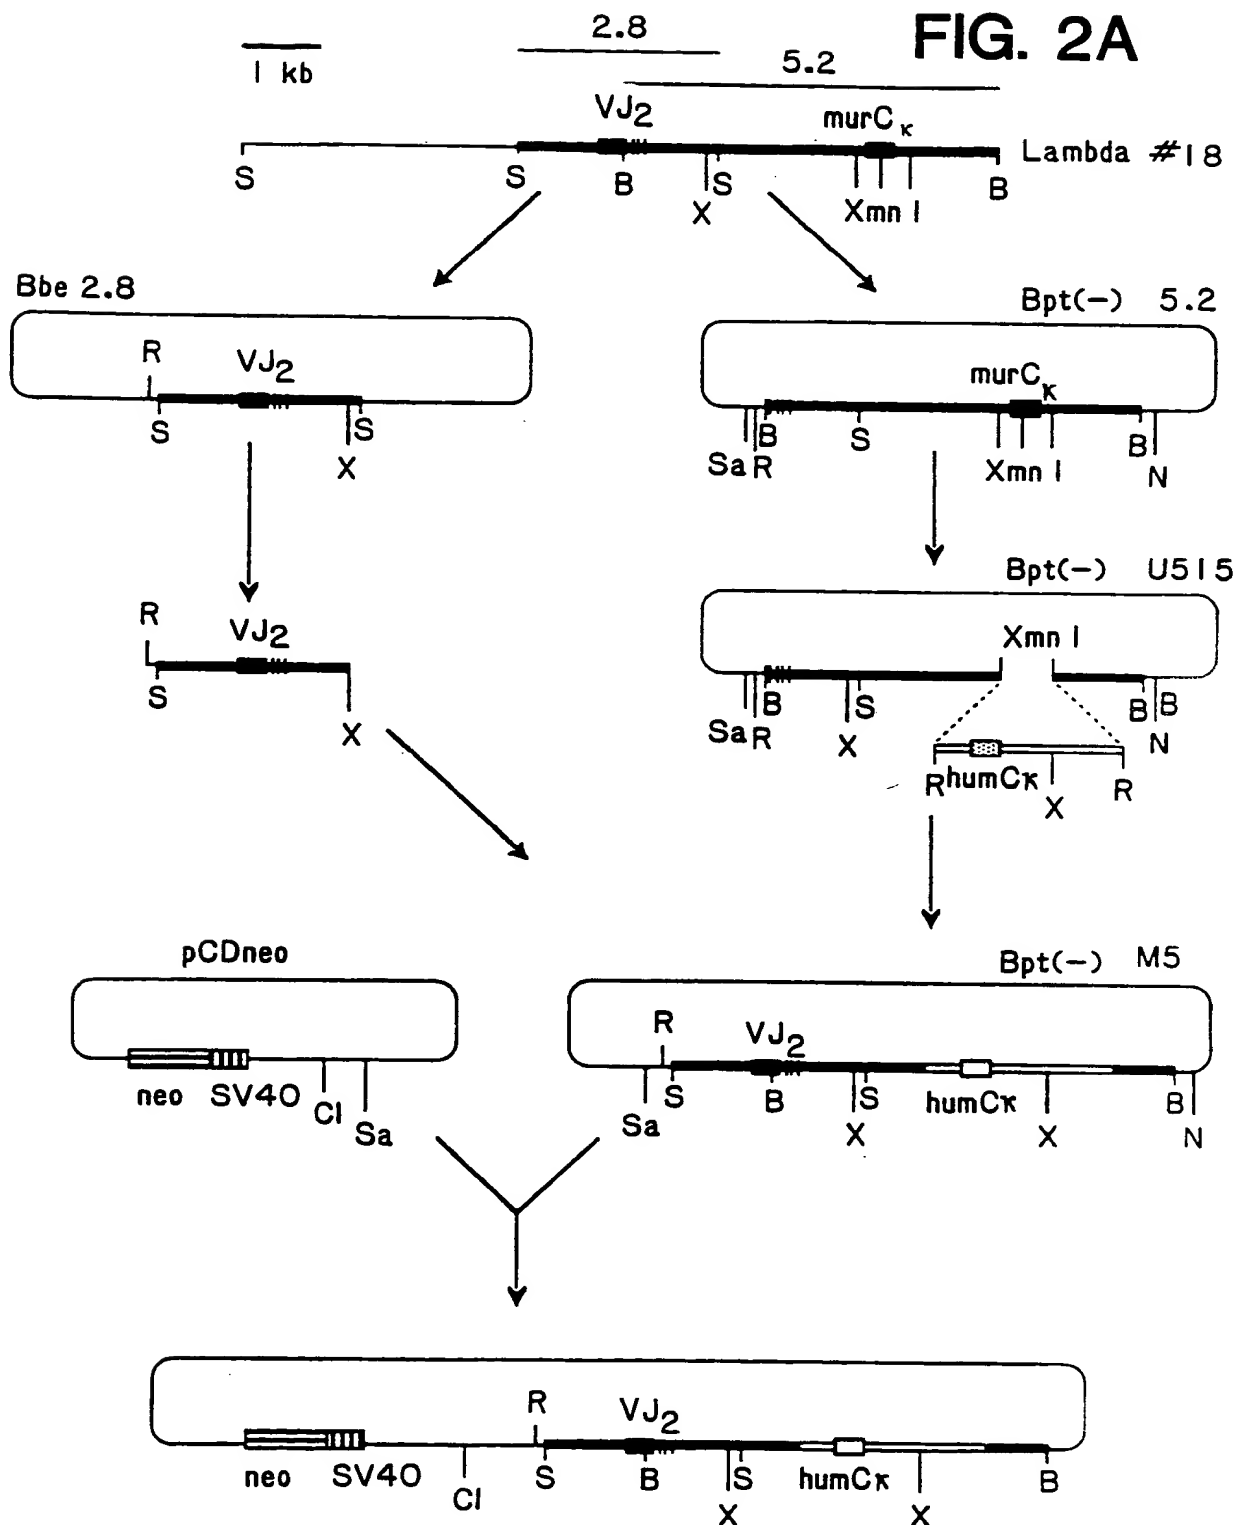 FIG. 2A
1 kb
2.8
5.2
VJ2
murCκ
Lambda #18
S S B X S Xmn I B
Bbe 2.8
R
VJ2
S X S
Bpt(-) 5.2
murCκ
Sa R B S Xmn I B N
R
VJ2
S X
Bpt(-) U515
Xmn I
Sa R B X S B B N
R humCκ X R
pCDneo
neo SV40 Cl Sa
Bpt(-) M5
R
VJ2
Sa S B X S humCκ X B N
R
VJ2
neo SV40 Cl S B X S humCκ X B